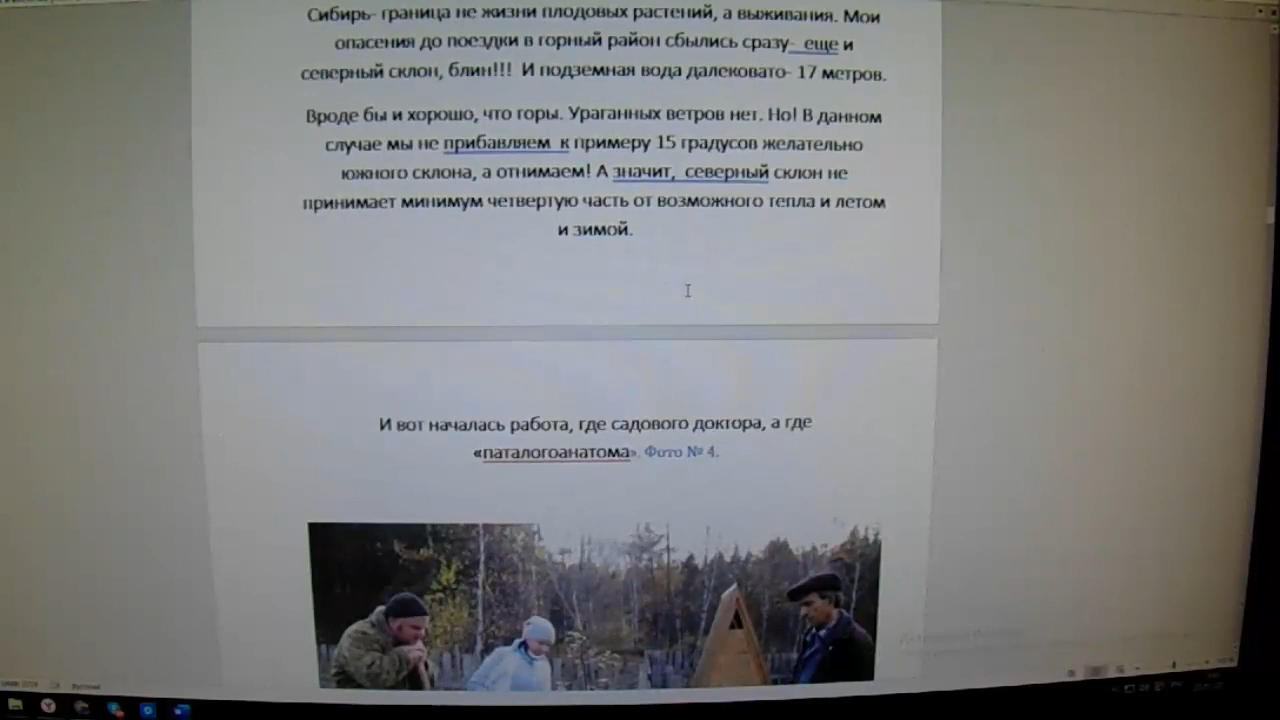 Сибирь- граница не жизни плодовых растений, а выживания. Мои
опасения до поездки в горный район сбылись сразу- еще и
северный склон, блин!!! И подземная вода далековато- 17 метров.
Вроде бы и хорошо, что горы. Ураганных ветров нет. Но! В данном
случае мы не прибавляем к примеру 15 градусов желательно
южного склона, а отнимаем! А значит, северный склон не
принимает минимум четвертую часть от возможного тепла и летом
и зимой.
И вот началась работа, где садового доктора, а где
«паталогоанатома». Фото № 4.